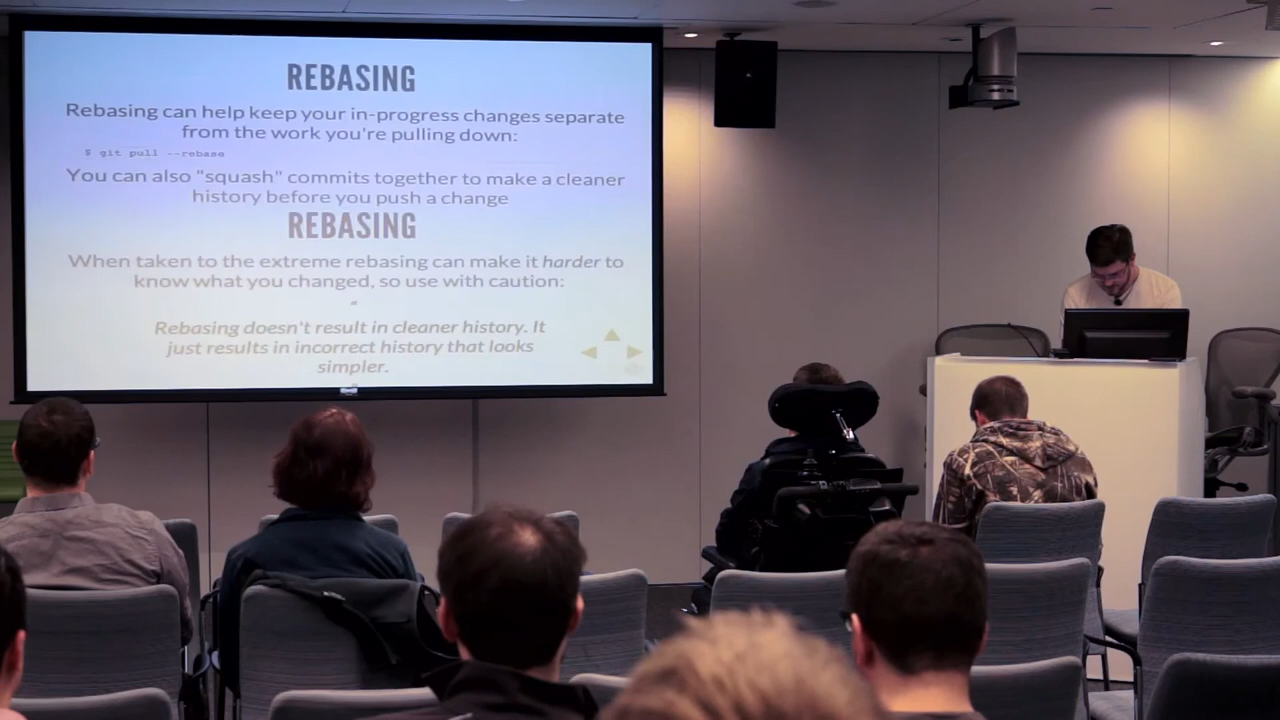 REBASING
Rebasing can help keep your in-progress changes separate
from the work you're pulling down:
$ git pull --rebase
You can also "squash" commits together to make a cleaner
history before you push a change
REBASING
When taken to the extreme rebasing can make it harder to
know what you changed, so use with caution:
“
Rebasing doesn't result in cleaner history. It
just results in incorrect history that looks
simpler.